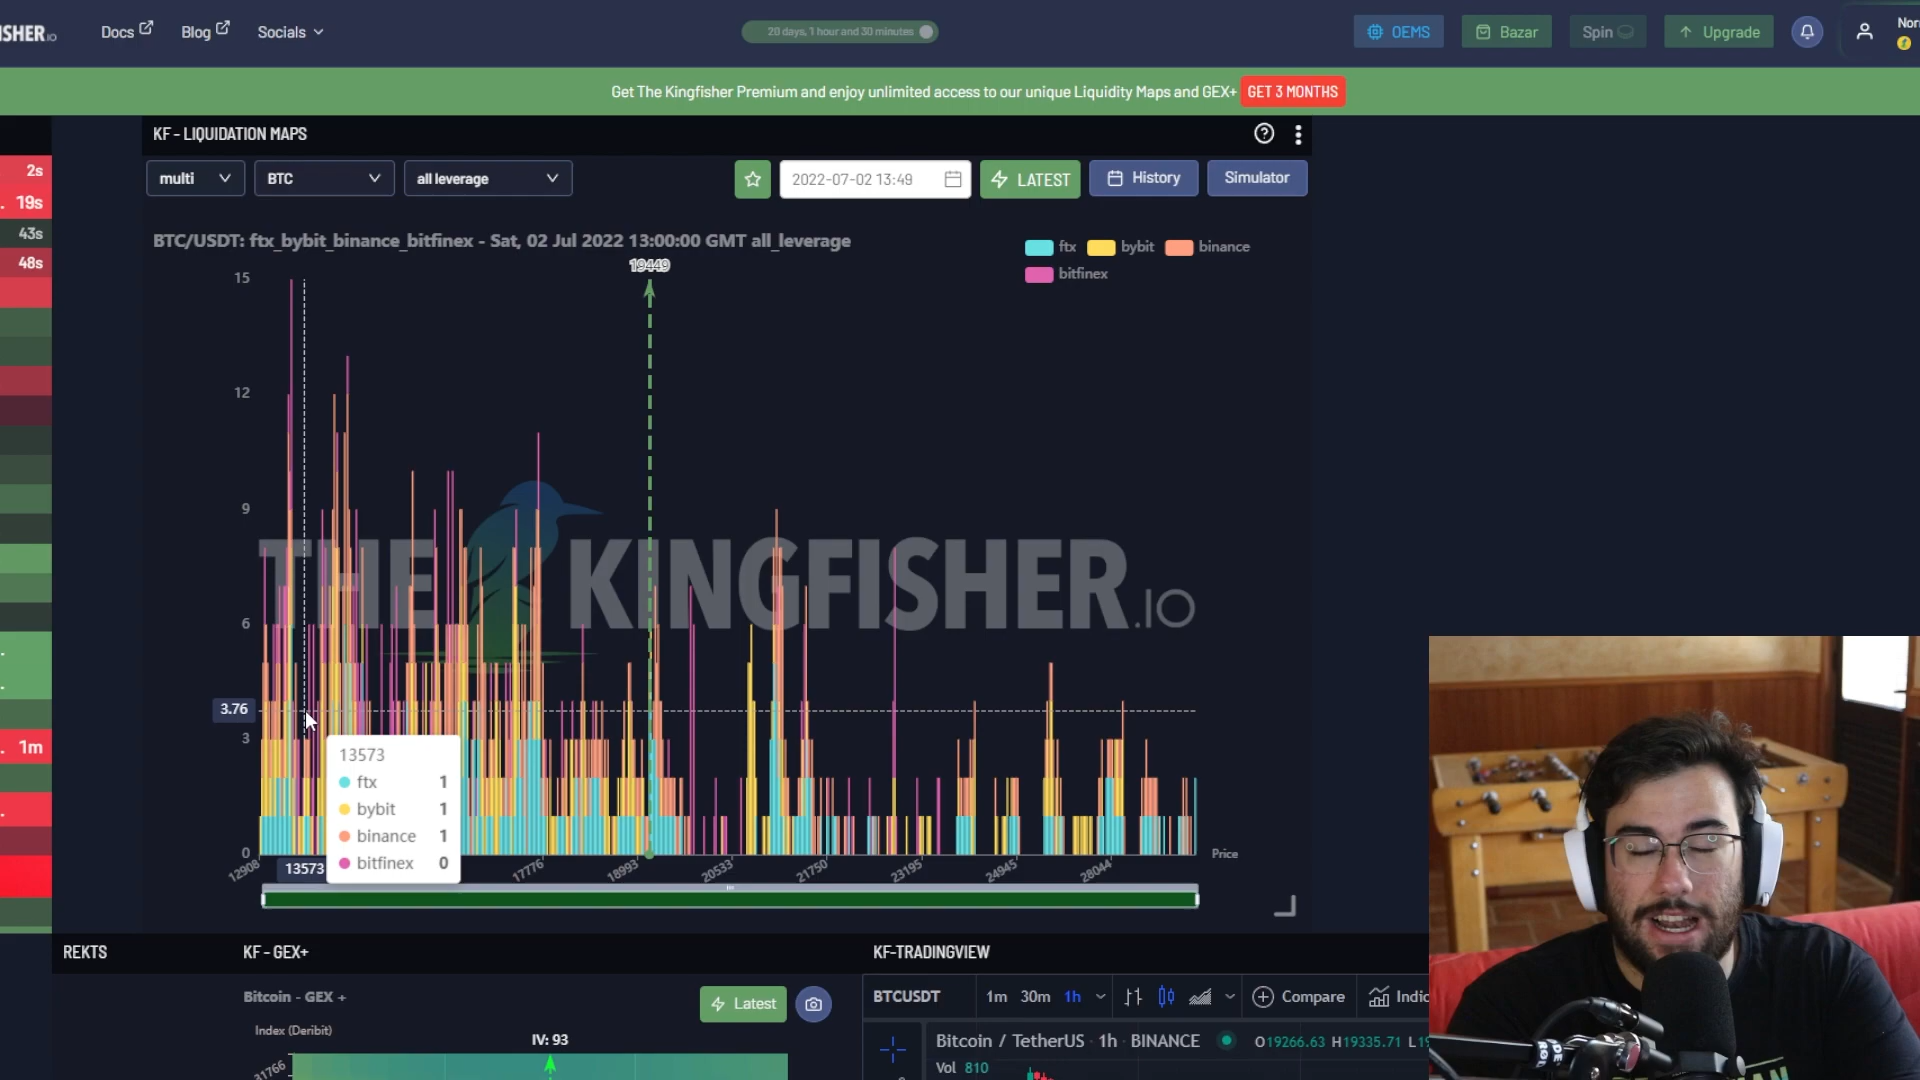 SHER.io
Docs
Blog
Socials
20 days, 1 hour and 30 minutes
OEMS
Bazar
Spin
Upgrade
Get The Kingfisher Premium and enjoy unlimited access to our unique Liquidity Maps and GEX+
GET 3 MONTHS
KF - LIQUIDATION MAPS
2s
19s
43s
48s
1m
multi
BTC
all leverage
2022-07-02 13:49
LATEST
History
Simulator
BTC/USDT: ftx_bybit_binance_bitfinex - Sat, 02 Jul 2022 13:00:00 GMT all_leverage
ftx
bybit
binance
bitfinex
19449
15
12
9
6
3.76
3
0
THE KINGFISHER.IO
13573
ftx 1
bybit 1
binance 1
bitfinex 0
12908
13573
17776
18993
20533
21750
23195
24945
28044
Price
REKTS
KF - GEX+
Bitcoin - GEX +
Latest
Index (Deribit)
IV: 93
31766
KF-TRADINGVIEW
BTCUSDT
1m
30m
1h
Compare
Indic
Bitcoin / TetherUS · 1h · BINANCE
O19266.63 H19335.71 L19
Vol 810